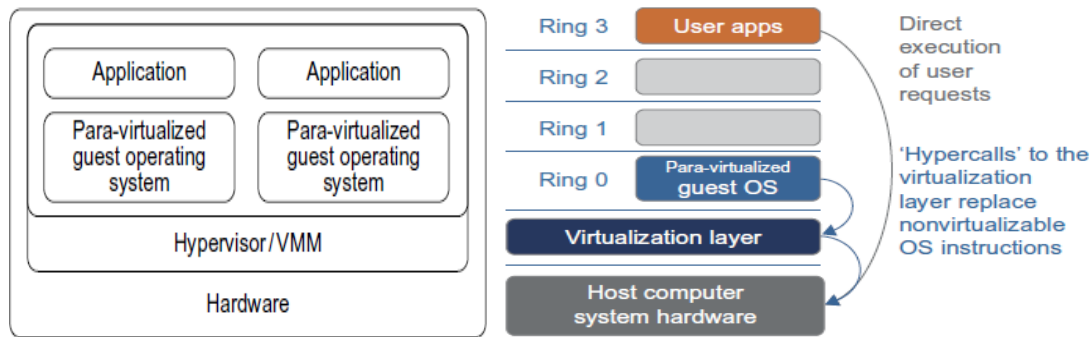 Application
Application
Para-virtualized
guest operating
system
Para-virtualized
guest operating
system
Hypervisor/VMM
Hardware
Ring 3
User apps
Ring 2
Ring 1
Ring 0
Para-virtualized
guest OS
Virtualization layer
Host computer
system hardware
Direct
execution
of user
requests
‘Hypercalls’ to the
virtualization
layer replace
nonvirtualizable
OS instructions